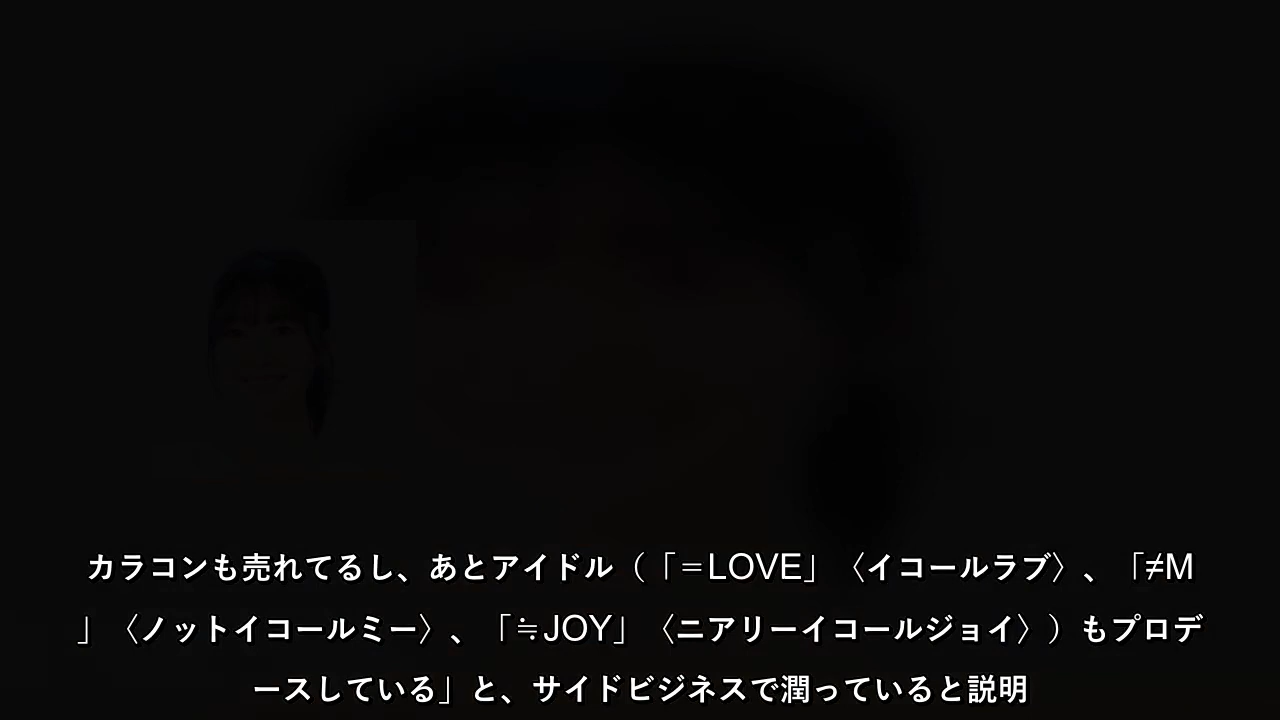 カラコンも売れてるし、あとアイドル（「＝LOVE」〈イコールラブ〉、「≠M
」〈ノットイコールミー〉、「≒JOY」〈ニアリーイコールジョイ〉）もプロデ
ースしている」と、サイドビジネスで潤っていると説明